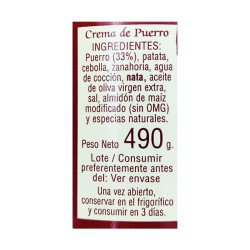 Crema de Puerro
INGREDIENTES:
Puerro (33%), patata,
cebolla, zanahoria, agua
de cocción, nata, aceite
de oliva virgen extra,
sal, almidón de maíz
modificado (sin OMG)
y especias naturales.
Peso Neto 490 g.
Lote / Consumir
preferentemente antes
del: Ver envase
Una vez abierto,
conservar en el frigorífico
y consumir en 3 días.